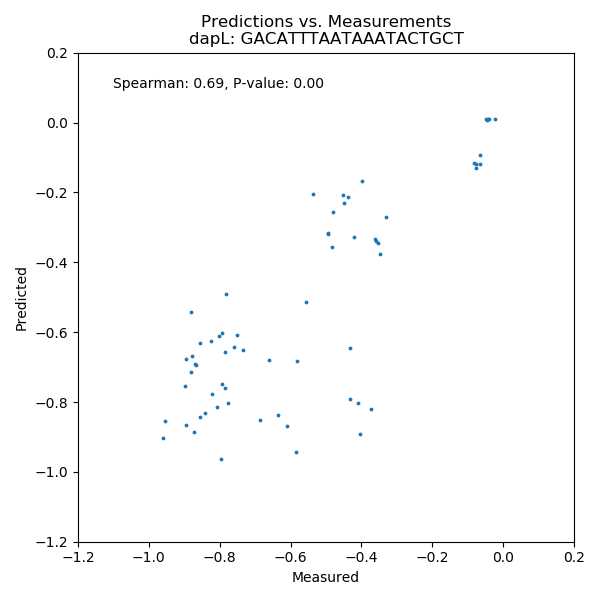 Predictions vs. Measurements
dapL: GACATTTAATAAATACTGCT
Spearman: 0.69, P-value: 0.00
0.2
0.0
−0.2
−0.4
−0.6
−0.8
−1.0
−1.2
Predicted
−1.2 −1.0 −0.8 −0.6 −0.4 −0.2 0.0 0.2
Measured